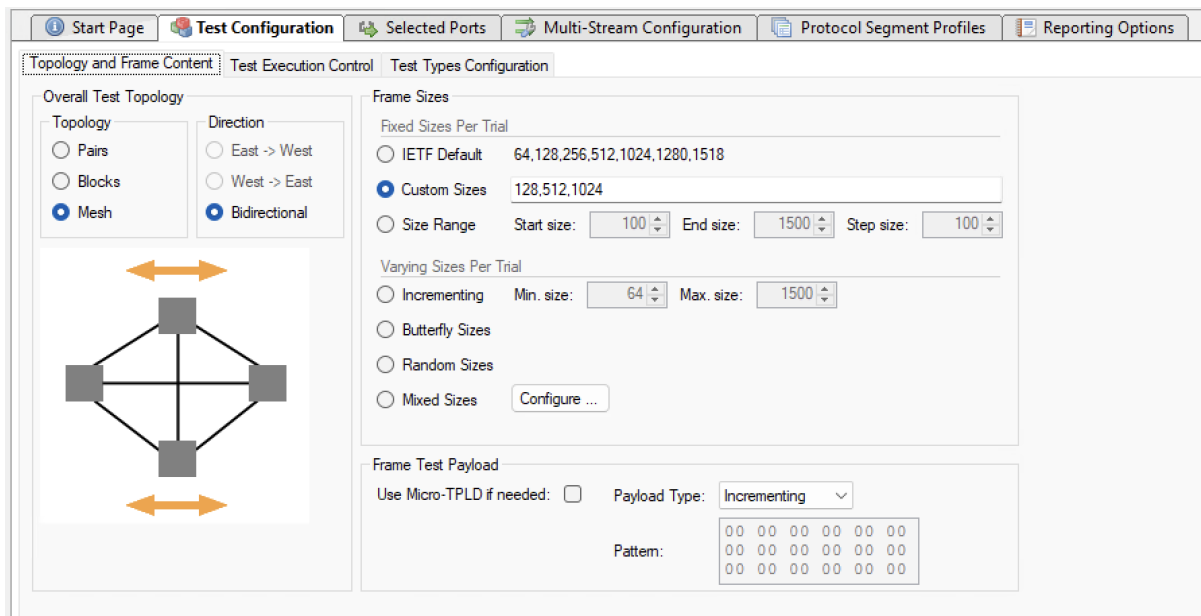 Start Page Test Configuration Selected Ports Multi-Stream Configuration Protocol Segment Profiles Reporting Options
Topology and Frame Content Test Execution Control Test Types Configuration
Overall Test Topology
Topology
Pairs
Blocks
Mesh
Direction
East -> West
West -> East
Bidirectional
Frame Sizes
Fixed Sizes Per Trial
IETF Default 64,128,256,512,1024,1280,1518
Custom Sizes 128,512,1024
Size Range Start size: 100 End size: 1500 Step size: 100
Varying Sizes Per Trial
Incrementing Min. size: 64 Max. size: 1500
Butterfly Sizes
Random Sizes
Mixed Sizes Configure ...
Frame Test Payload
Use Micro-TPLD if needed: Payload Type: Incrementing
Pattern:
00 00 00 00 00 00
00 00 00 00 00 00
00 00 00 00 00 00